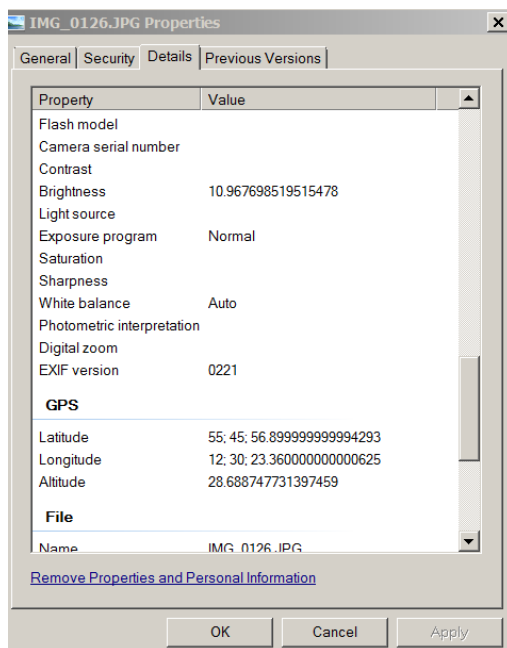 IMG_0126.JPG Properties
General Security Details Previous Versions
Property Value
Flash model
Camera serial number
Contrast
Brightness 10.967698519515478
Light source
Exposure program Normal
Saturation
Sharpness
White balance Auto
Photometric interpretation
Digital zoom
EXIF version 0221
GPS
Latitude 55; 45; 56.899999999994293
Longitude 12; 30; 23.360000000000625
Altitude 28.688747731397459
File
Name IMG_0126.JPG
Remove Properties and Personal Information
OK Cancel Apply